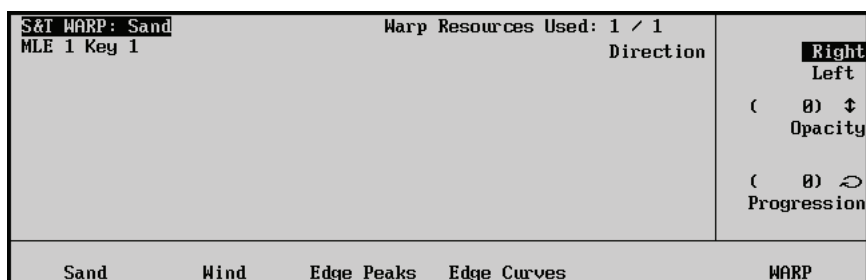 S&T WARP: Sand Warp Resources Used: 1 / 1
MLE 1 Key 1
Direction Right
Left
( 0) ↕
Opacity
( 0)
Progression
Sand Wind Edge Peaks Edge Curves WARP